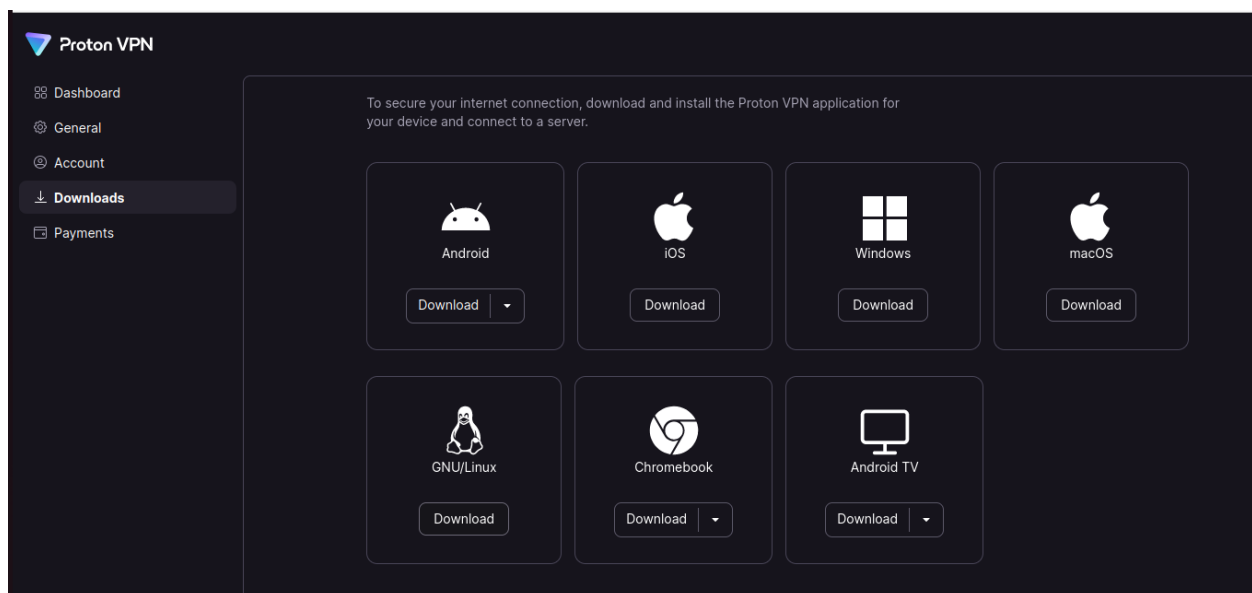 Proton VPN
Dashboard
General
Account
Downloads
Payments
To secure your internet connection, download and install the Proton VPN application for
your device and connect to a server.
Android
Download
iOS
Download
Windows
Download
macOS
Download
GNU/Linux
Download
Chromebook
Download
Android TV
Download